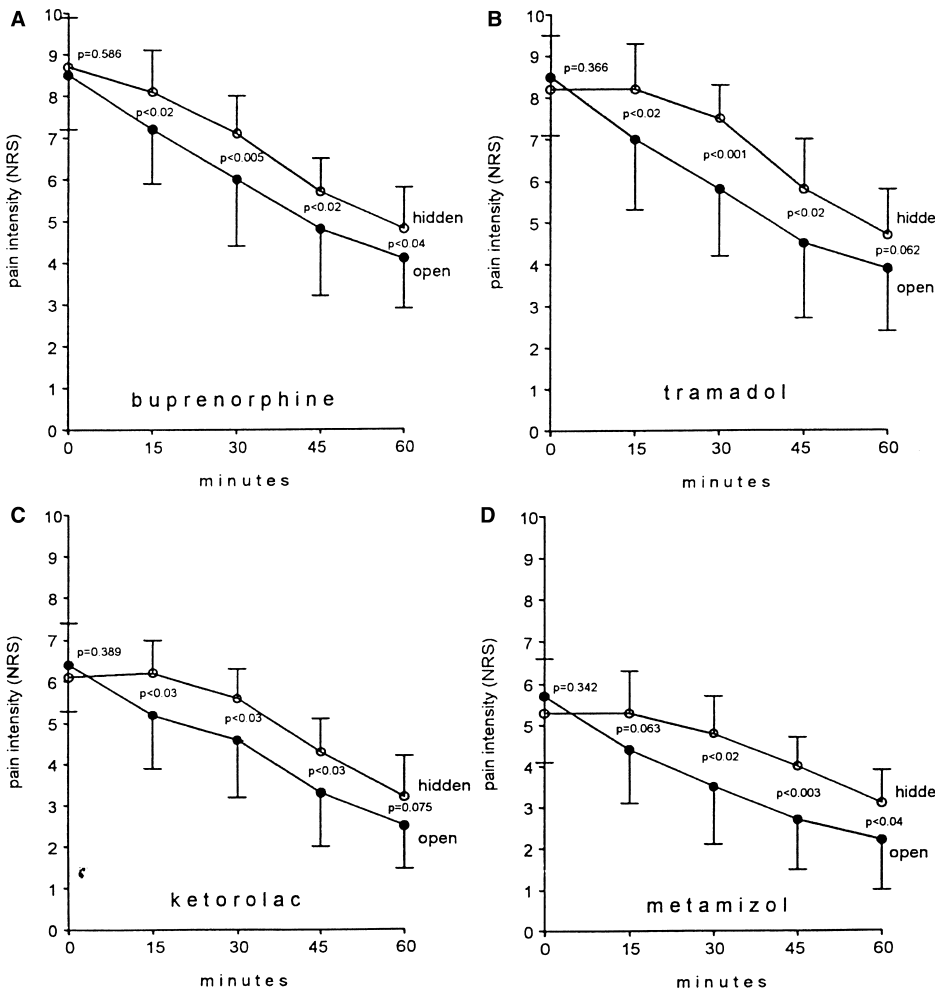 A
10
9
8
7
6
5
4
3
2
1
0
pain intensity (NRS)
p=0.586
p<0.02
p<0.005
p<0.02
p<0.04
hidden
open
buprenorphine
0 15 30 45 60
minutes
B
10
9
8
7
6
5
4
3
2
1
0
pain intensity (NRS)
p=0.366
p<0.02
p<0.001
p<0.02
p=0.062
hidde
open
tramadol
0 15 30 45 60
minutes
C
10
9
8
7
6
5
4
3
2
1
0
pain intensity (NRS)
p=0.389
p<0.03
p<0.03
p<0.03
p=0.075
hidden
open
ketorolac
0 15 30 45 60
minutes
D
10
9
8
7
6
5
4
3
2
1
0
pain intensity (NRS)
p=0.342
p=0.063
p<0.02
p<0.003
p<0.04
hidde
open
metamizol
0 15 30 45 60
minutes